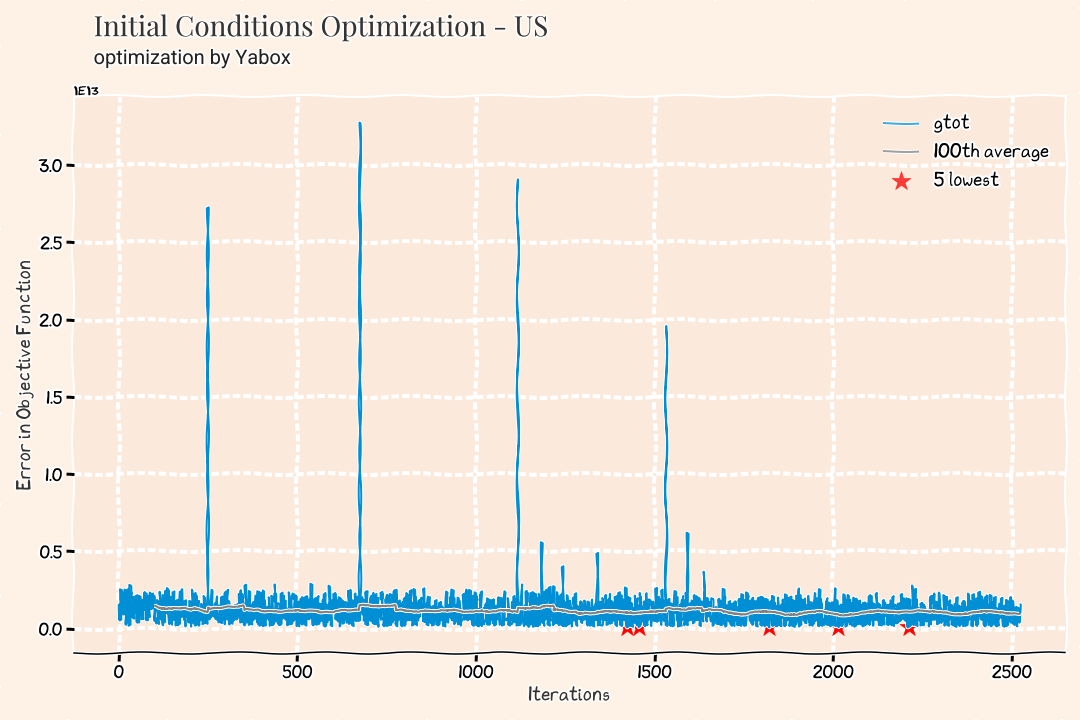 Initial Conditions Optimization - US
optimization by Yabox
1E13
gtot
100th average
5 lowest
3.0
2.5
2.0
1.5
1.0
0.5
0.0
Error in Objective Function
0 500 1000 1500 2000 2500
Iterations